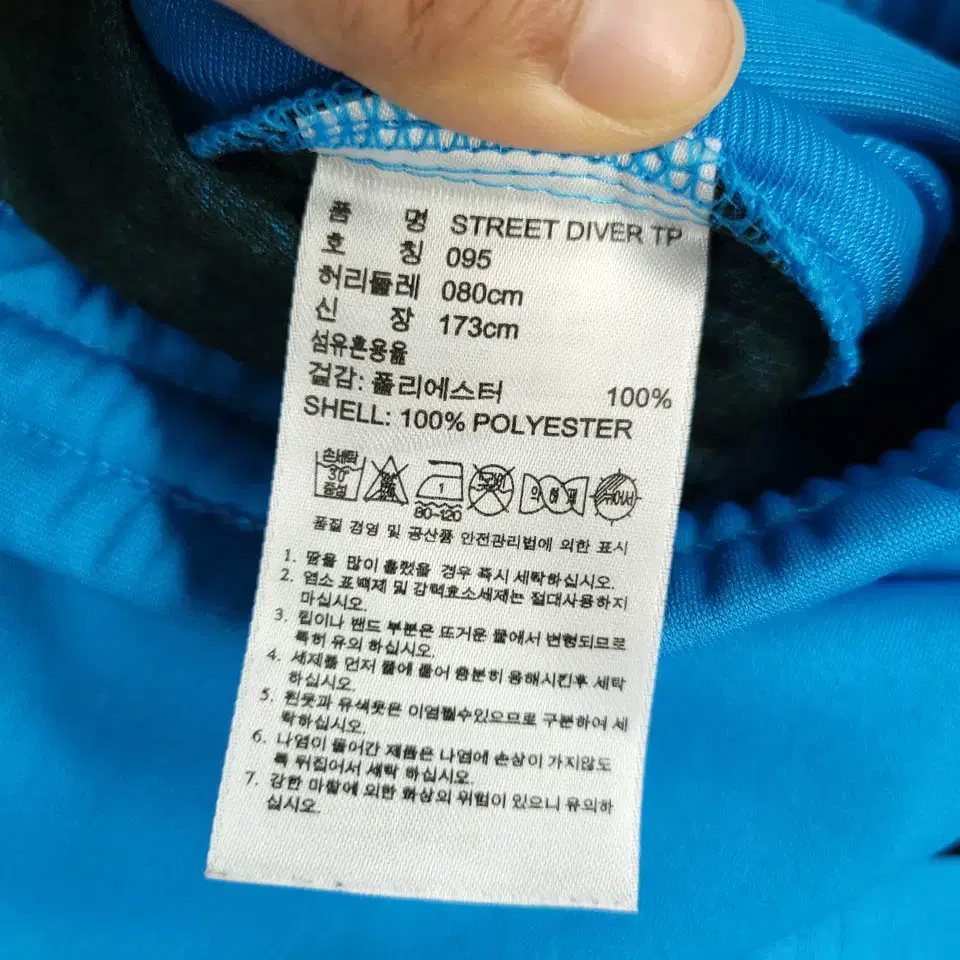 품 명 STREET DIVER TP
호 칭 095
허리둘레 080cm
신 장 173cm
섬유혼용율
겉감: 폴리에스터 100%
SHELL: 100% POLYESTER
손세탁 30° 중성 1 80-120
품질 경영 및 공산품 안전관리법에 의한 표시
1. 땀을 많이 흘렸을 경우 즉시 세탁하십시오.
2. 염소 표백제 및 강력효소세제는 절대사용하지
마십시오.
3. 찝이나 밴드 부분은 뜨거운 물에서 변형되므로
특히 유의 하십시오.
4. 세제를 먼저 물에 풀어 충분히 용해시킨후 세탁
하십시오.
5. 흰옷과 유색옷은 이염될수있으므로 구분하여 세
탁하십시오.
6. 나염이 들어간 제품은 나염에 손상이 가지않도
록 뒤집어서 세탁 하십시오.
7. 강한 마찰에 의한 화상의 위험이 있으니 유의하
십시오.